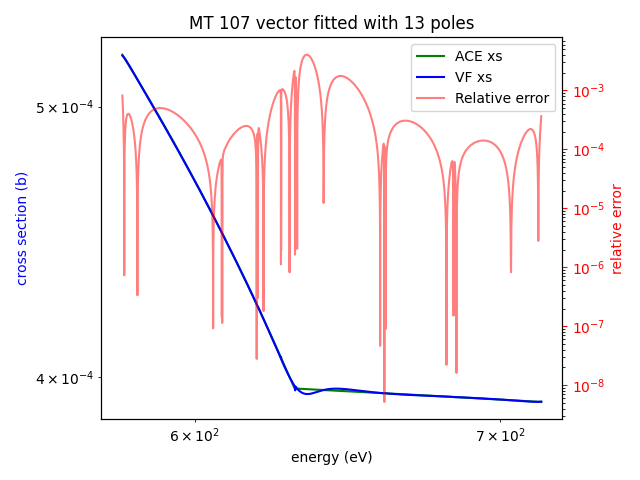 MT 107 vector fitted with 13 poles
ACE xs
VF xs
Relative error
5 × 10⁻⁴
4 × 10⁻⁴
cross section (b)
10⁻³
10⁻⁴
10⁻⁵
10⁻⁶
10⁻⁷
10⁻⁸
relative error
6 × 10²
7 × 10²
energy (eV)